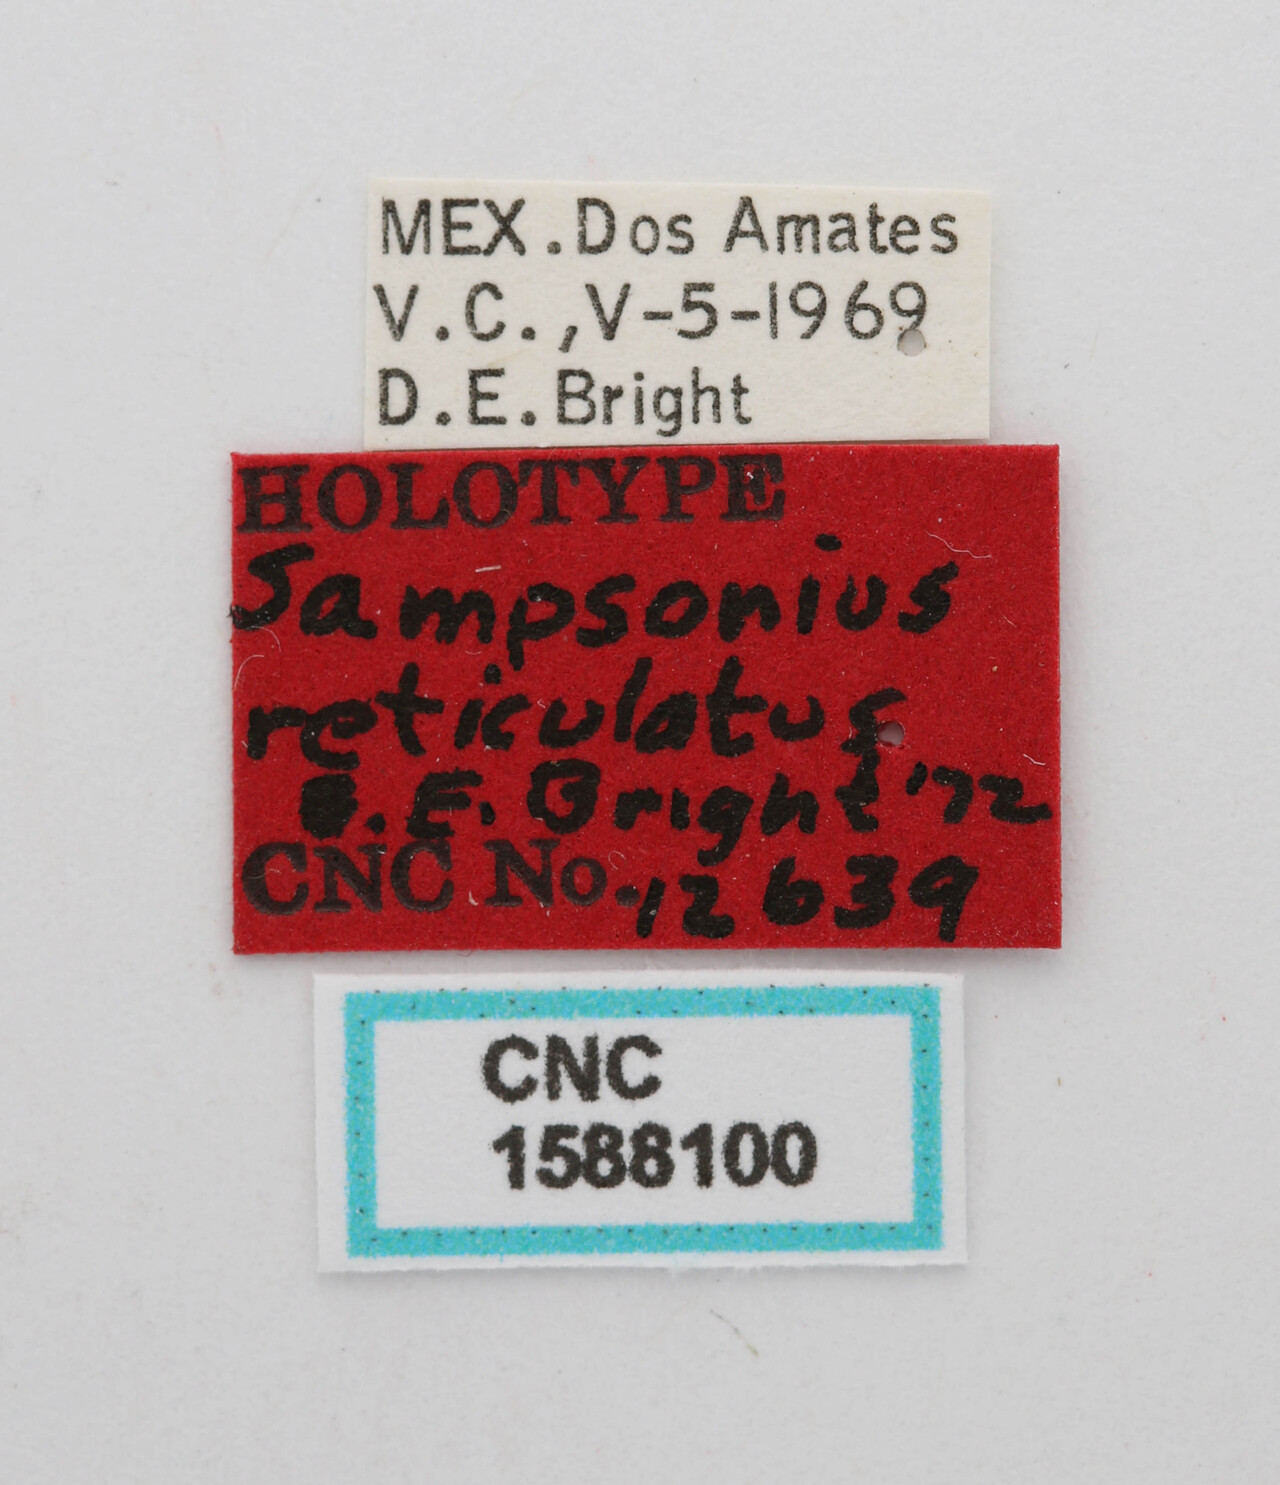 MEX. Dos Amates
V.C., V-5-1969
D.E. Bright
HOLOTYPE
Sampsonius
reticulatus
D.E. Bright '72
CNC No. 12639
CNC
1588100